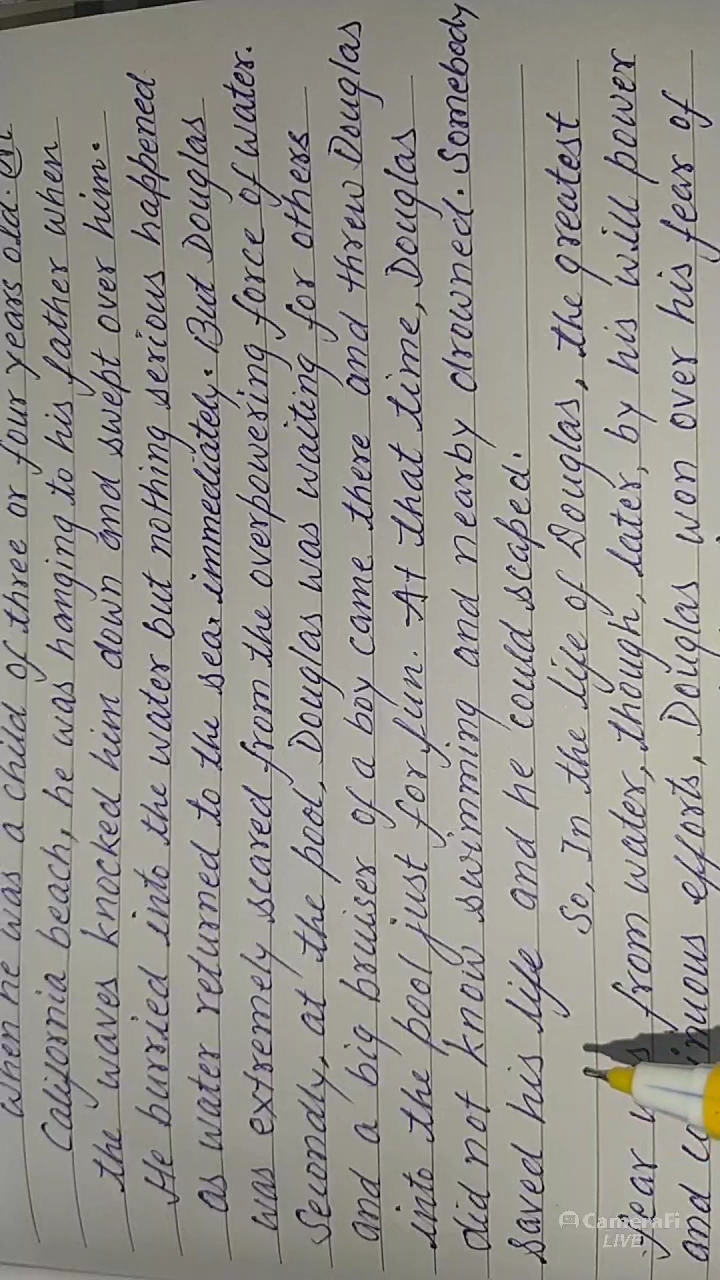 when he was a child of three or four years old. At
California beach, he was hanging to his father when
the waves knocked him down and swept over him.
He burried into the water but nothing serious happened
as water returned to the sea immediately. But Douglas
was extremely scared from the overpowering force of water.
Secondly, at the pool, Douglas was waiting for others
and a big bruiser of a boy came there and threw Douglas
into the pool just for fun. At that time, Douglas
did not know swimming and nearby drowned. Somebody
saved his life and he could scaped.
So, In the life of Douglas, the greatest
fear from water, though, later, by his will power
and efforts, Douglas won over his fear of
CameraFi
LIVE